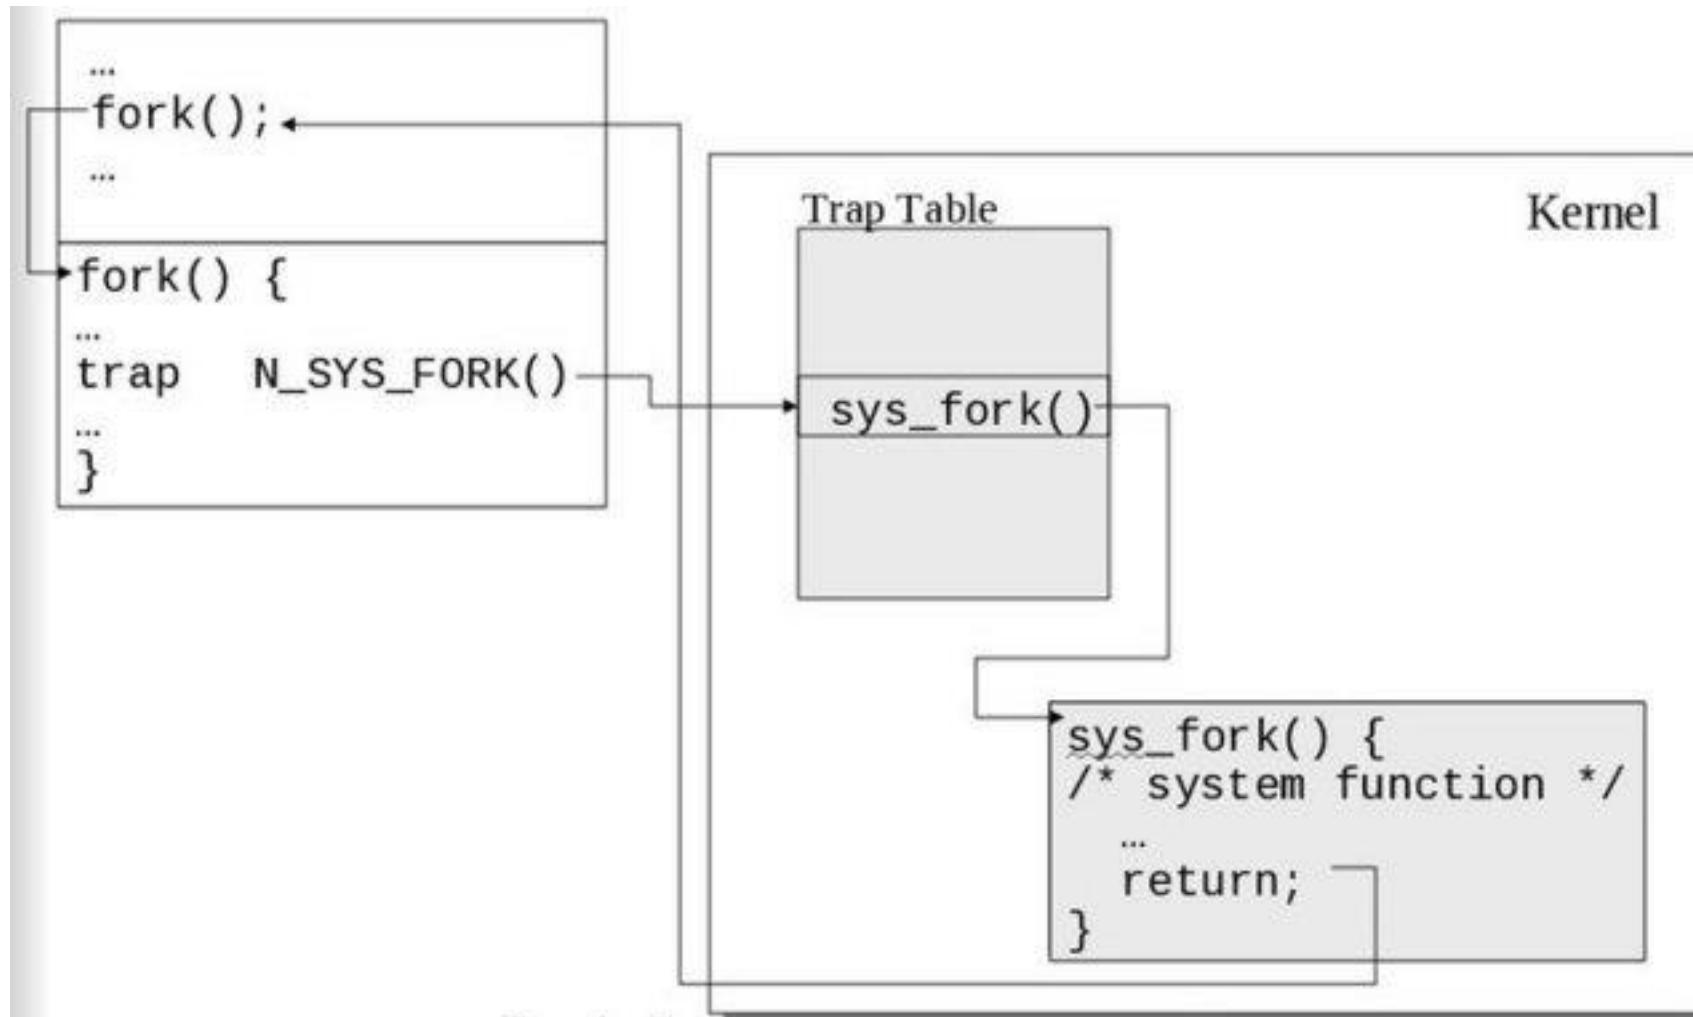 …
fork();
…
fork() {
…
trap N_SYS_FORK()
…
}
Trap Table
Kernel
sys_fork()
sys_fork() {
/* system function */
…
return;
}